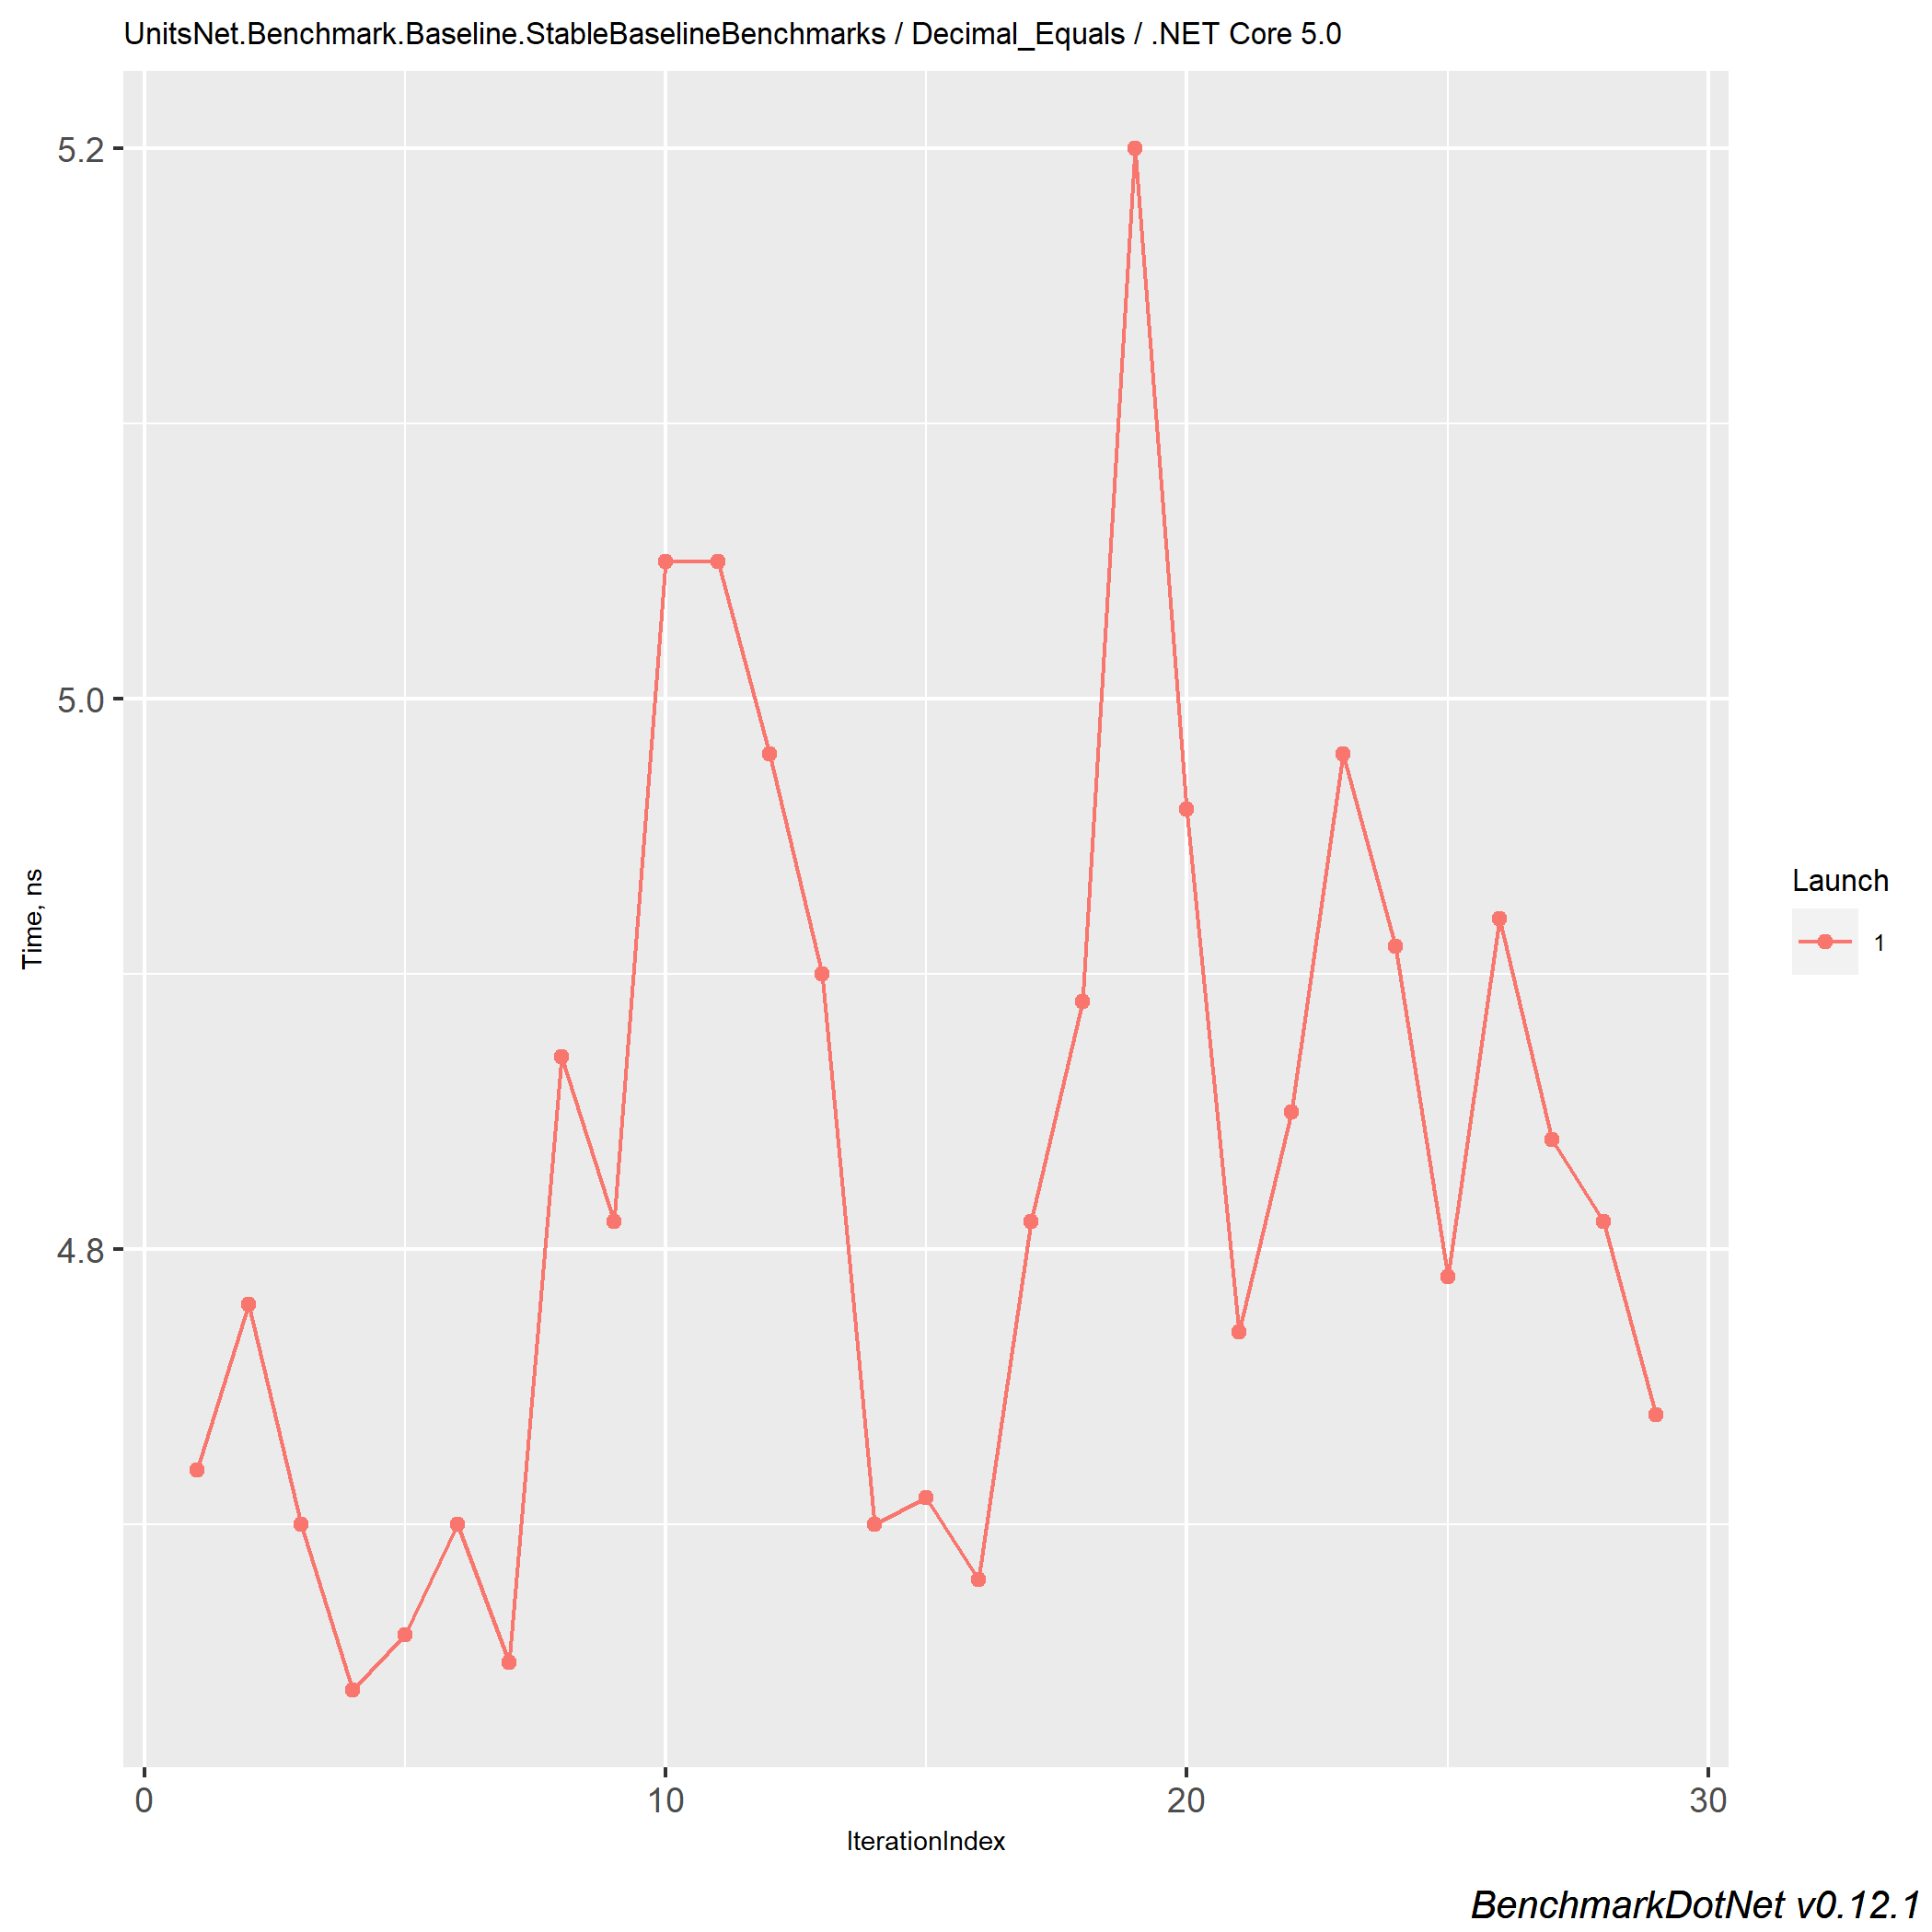 UnitsNet.Benchmark.Baseline.StableBaselineBenchmarks / Decimal_Equals / .NET Core 5.0
5.2
5.0
4.8
Time, ns
0 10 20 30
IterationIndex
Launch
1
BenchmarkDotNet v0.12.1